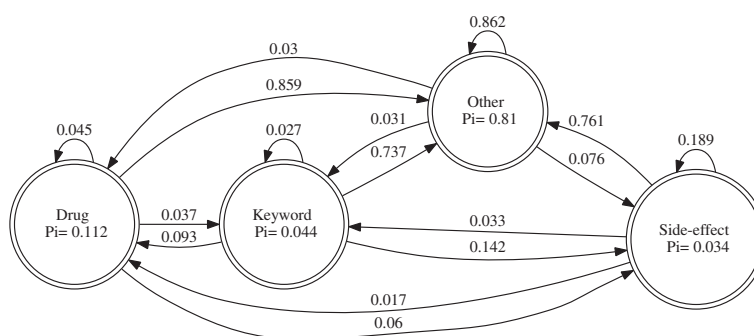 0.862
0.03
0.859
Other
Pi= 0.81
0.045
0.027
0.031
0.737
0.761
0.076
0.189
Drug
Pi= 0.112
0.037
0.093
Keyword
Pi= 0.044
0.033
0.142
Side-effect
Pi= 0.034
0.017
0.06